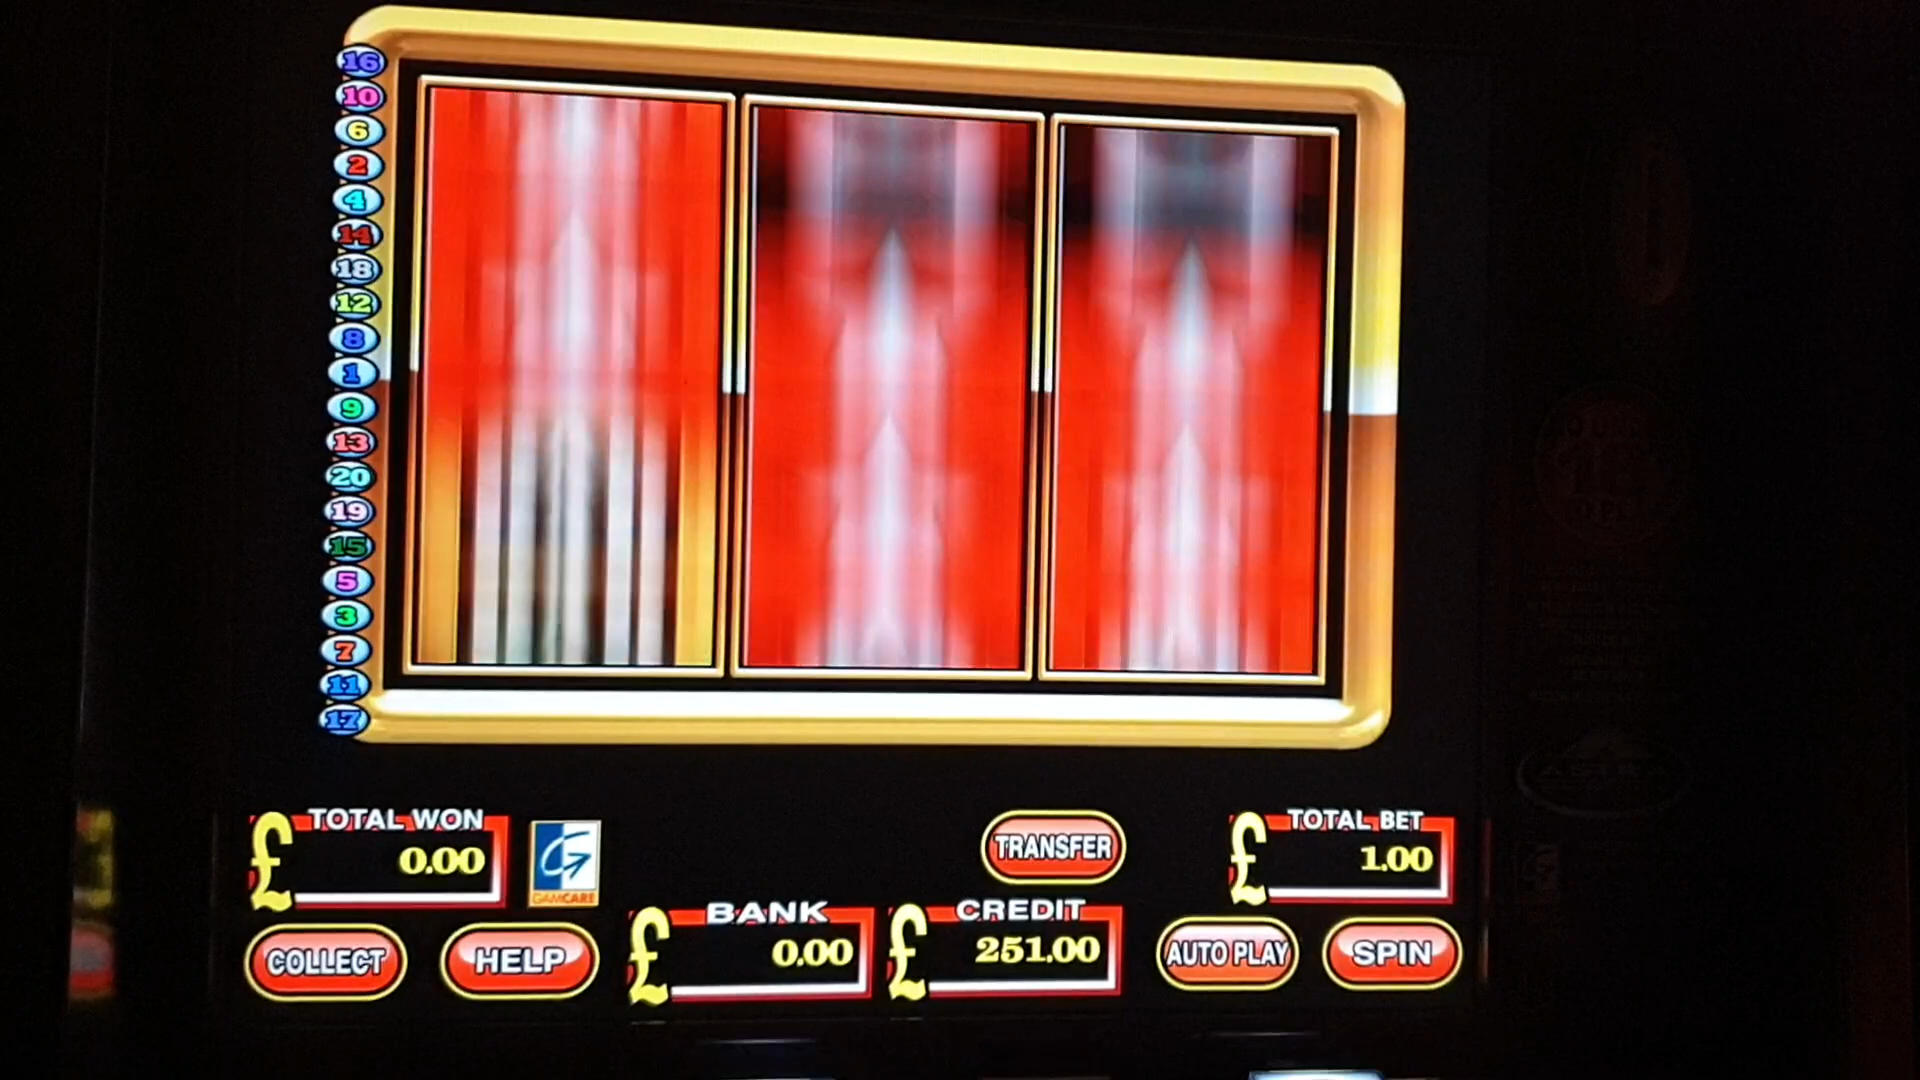 16
10
6
2
4
14
18
12
8
1
9
13
20
19
15
5
3
7
11
17
TOTAL WON
£ 0.00
GAMCARE
TRANSFER
TOTAL BET
£ 1.00
COLLECT
HELP
BANK
£ 0.00
CREDIT
£ 251.00
AUTO PLAY
SPIN